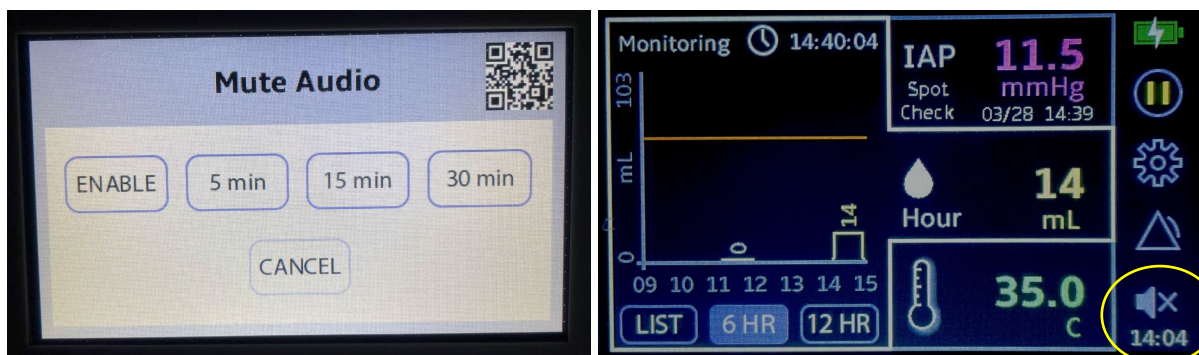 Mute Audio
ENABLE
5 min
15 min
30 min
CANCEL
Monitoring 14:40:04
103
mL
0
0
14
09 10 11 12 13 14 15
LIST
6 HR
12 HR
IAP
Spot
Check
11.5
mmHg
03/28 14:39
Hour
14
mL
35.0
C
14:04